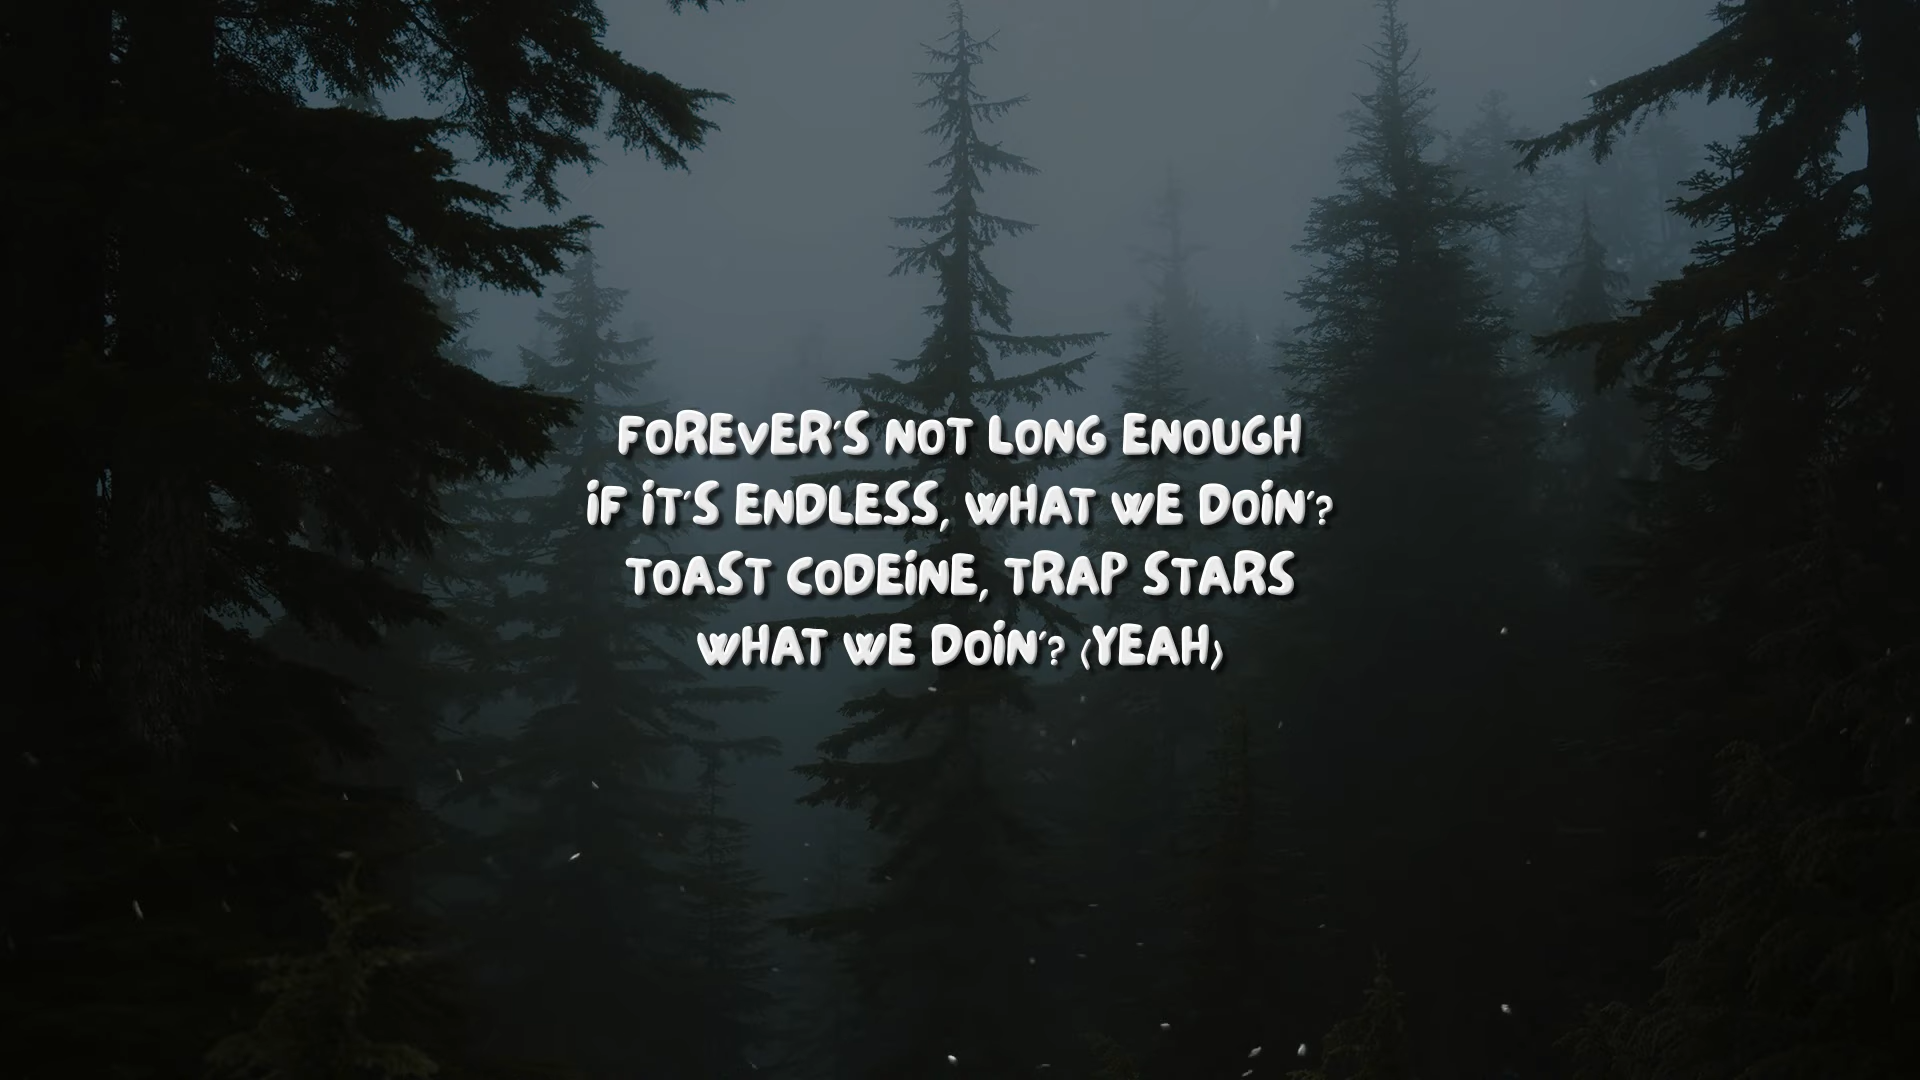 FOREVER'S NOT LONG ENOUGH
IF IT'S ENDLESS, WHAT WE DOIN'?
TOAST CODEINE, TRAP STARS
WHAT WE DOIN'? (YEAH)